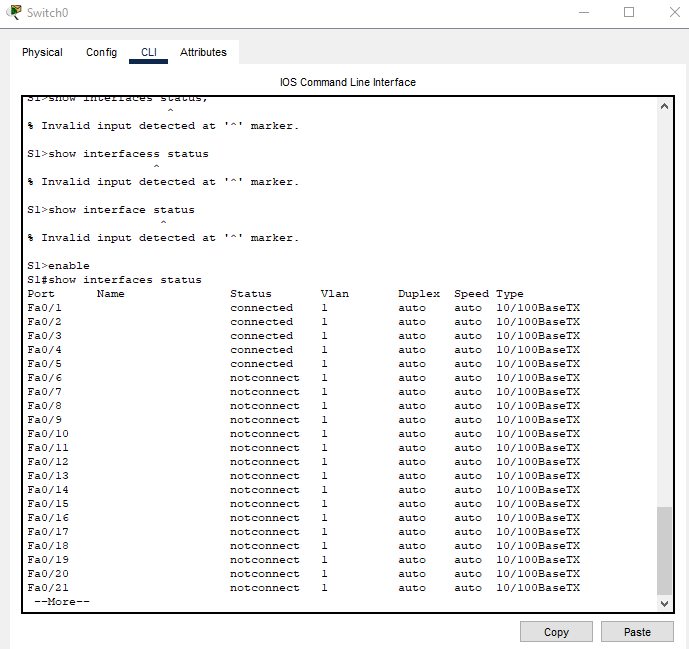 Switch0
Physical Config CLI Attributes
IOS Command Line Interface
S1>show interfaces status,
^
% Invalid input detected at '^' marker.
S1>show interfacess status
^
% Invalid input detected at '^' marker.
S1>show interface status
^
% Invalid input detected at '^' marker.
S1>enable
S1#show interfaces status
Port Name Status Vlan Duplex Speed Type
Fa0/1 connected 1 auto auto 10/100BaseTX
Fa0/2 connected 1 auto auto 10/100BaseTX
Fa0/3 connected 1 auto auto 10/100BaseTX
Fa0/4 connected 1 auto auto 10/100BaseTX
Fa0/5 connected 1 auto auto 10/100BaseTX
Fa0/6 notconnect 1 auto auto 10/100BaseTX
Fa0/7 notconnect 1 auto auto 10/100BaseTX
Fa0/8 notconnect 1 auto auto 10/100BaseTX
Fa0/9 notconnect 1 auto auto 10/100BaseTX
Fa0/10 notconnect 1 auto auto 10/100BaseTX
Fa0/11 notconnect 1 auto auto 10/100BaseTX
Fa0/12 notconnect 1 auto auto 10/100BaseTX
Fa0/13 notconnect 1 auto auto 10/100BaseTX
Fa0/14 notconnect 1 auto auto 10/100BaseTX
Fa0/15 notconnect 1 auto auto 10/100BaseTX
Fa0/16 notconnect 1 auto auto 10/100BaseTX
Fa0/17 notconnect 1 auto auto 10/100BaseTX
Fa0/18 notconnect 1 auto auto 10/100BaseTX
Fa0/19 notconnect 1 auto auto 10/100BaseTX
Fa0/20 notconnect 1 auto auto 10/100BaseTX
Fa0/21 notconnect 1 auto auto 10/100BaseTX
--More--
Copy Paste